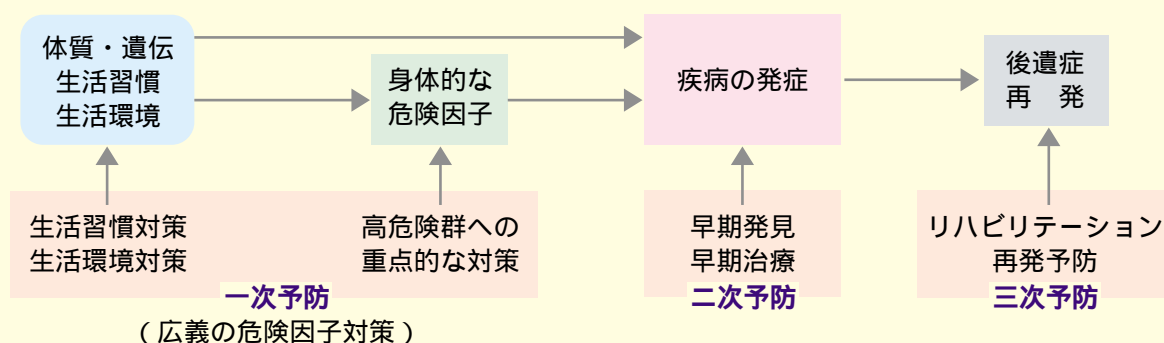 体質・遺伝
生活習慣
生活環境
身体的な
危険因子
疾病の発症
後遺症
再　発
生活習慣対策
生活環境対策
高危険群への
重点的な対策
一次予防
（広義の危険因子対策）
早期発見
早期治療
二次予防
リハビリテーション
再発予防
三次予防